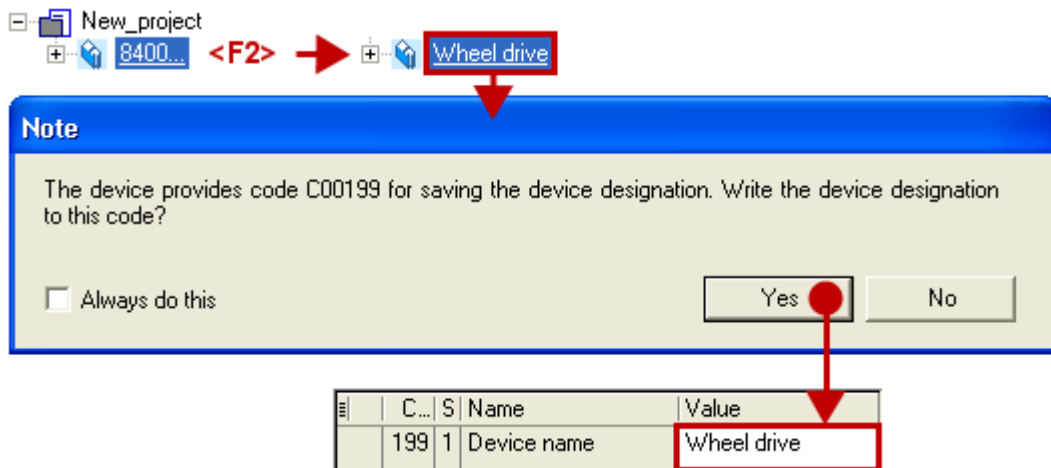 New_project
8400... <F2> Wheel drive
Note
The device provides code C00199 for saving the device designation. Write the device designation
to this code?
Always do this Yes No
C... S Name Value
199 1 Device name Wheel drive